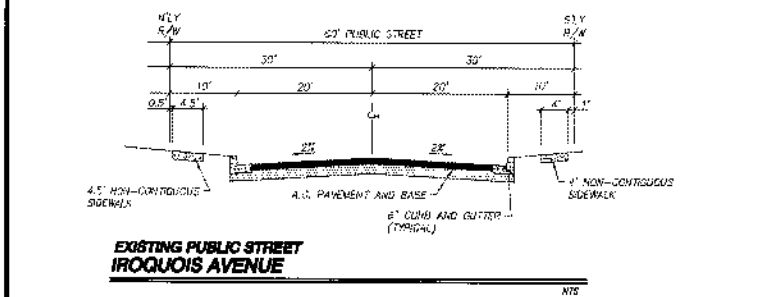 N'LY
R/W
S'LY
R/W
60' PUBLIC STREET
30'
30'
10'
20'
20'
10'
0.5'
4.5'
4'
1'
2%
2%
4.5' NON-CONTIGUOUS
SIDEWALK
A.C. PAVEMENT AND BASE
4' NON-CONTIGUOUS
SIDEWALK
6" CURB AND GUTTER
(TYPICAL)
EXISTING PUBLIC STREET
IROQUOIS AVENUE
NTS